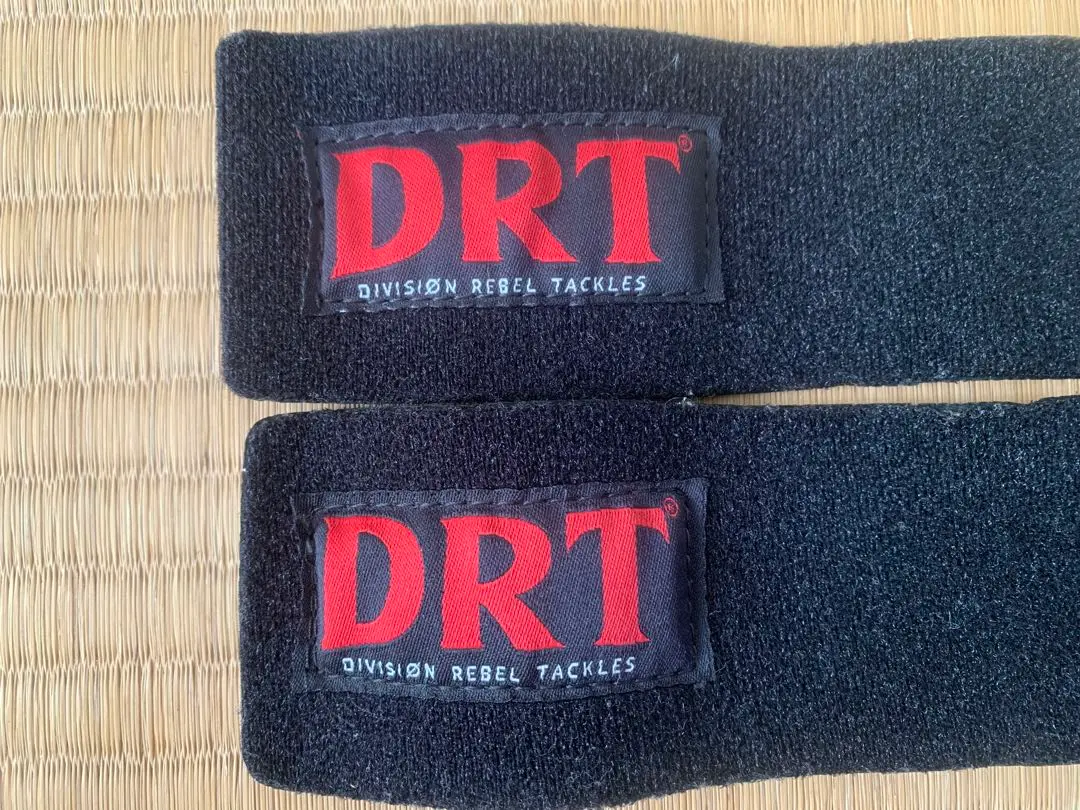 DRT®
DIVISIØN REBEL TACKLES
DRT®
DIVISIØN REBEL TACKLES